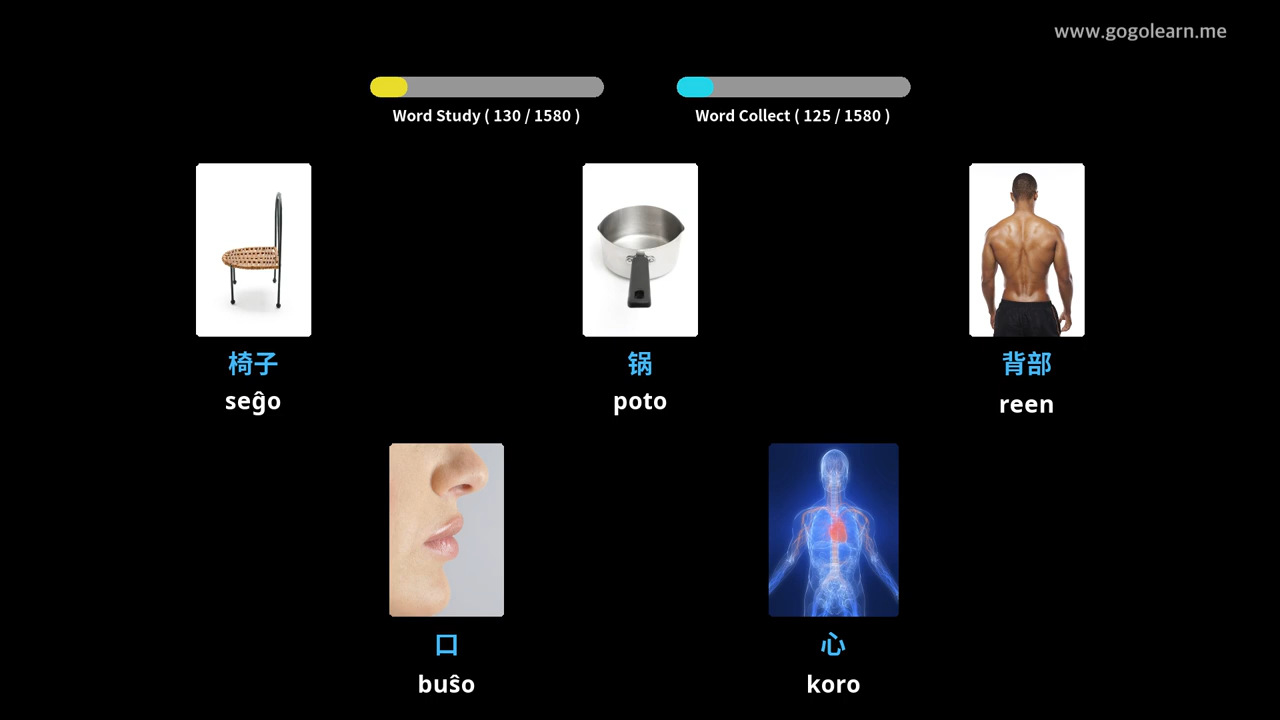 www.gogolearn.me
Word Study ( 130 / 1580 )
Word Collect ( 125 / 1580 )
椅子
seĝo
锅
poto
背部
reen
口
buŝo
心
koro